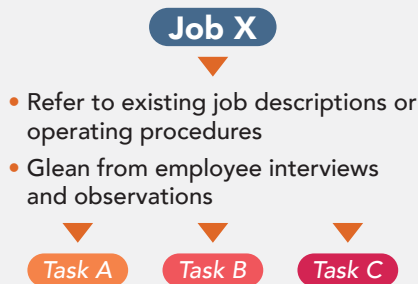 Job X
• Refer to existing job descriptions or
operating procedures
• Glean from employee interviews
and observations
Task A Task B Task C